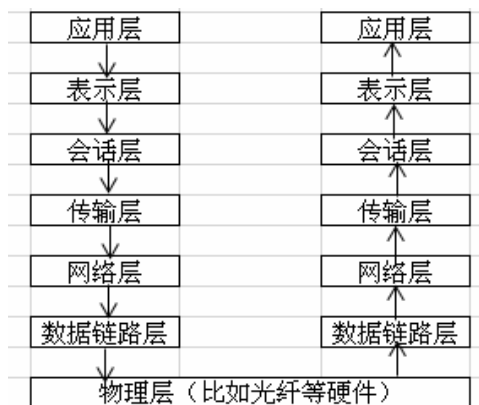 应用层 应用层
表示层 表示层
会话层 会话层
传输层 传输层
网络层 网络层
数据链路层 数据链路层
物理层（比如光纤等硬件）